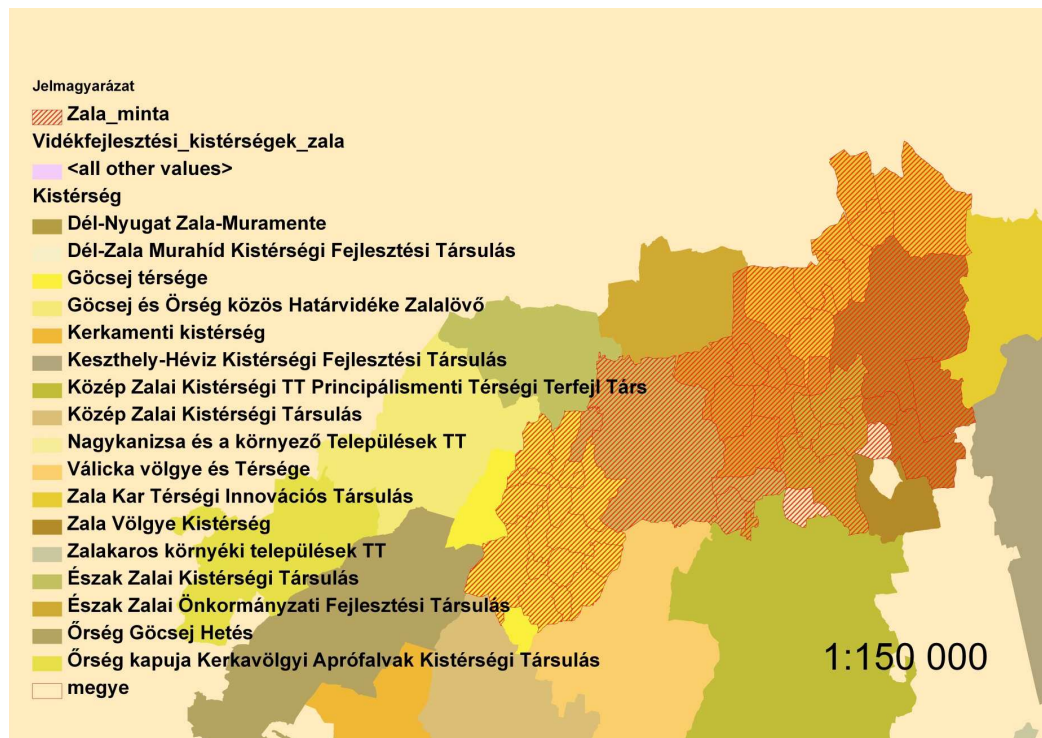 Jelmagyarázat
Zala_minta
Vidékfejlesztési_kistérségek_zala
<all other values>
Kistérség
Dél-Nyugat Zala-Muramente
Dél-Zala Murahíd Kistérségi Fejlesztési Társulás
Göcsej térsége
Göcsej és Örség közös Határvidéke Zalalövő
Kerkamenti kistérség
Keszthely-Héviz Kistérségi Fejlesztési Társulás
Közép Zalai Kistérségi TT Principálismenti Térségi Terfejl Társ
Közép Zalai Kistérségi Társulás
Nagykanizsa és a környező Települések TT
Válicka völgye és Térsége
Zala Kar Térségi Innovációs Társulás
Zala Völgye Kistérség
Zalakaros környéki települések TT
Észak Zalai Kistérségi Társulás
Észak Zalai Önkormányzati Fejlesztési Társulás
Őrség Göcsej Hetés
Őrség kapuja Kerkavölgyi Aprófalvak Kistérségi Társulás
megye
1:150 000